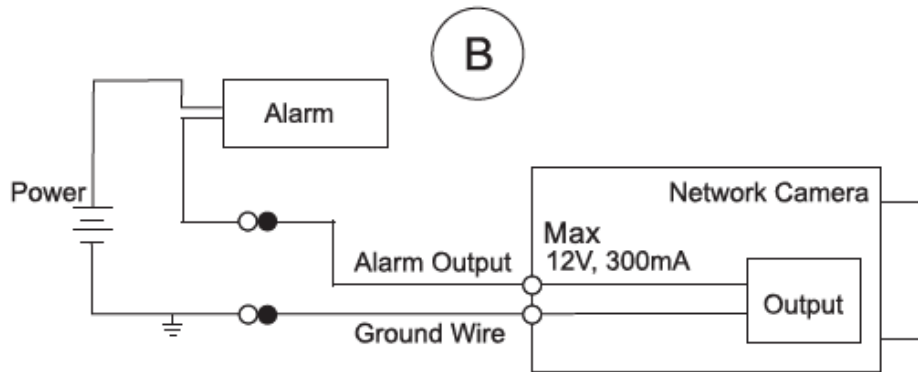 B
Alarm
Power
Network Camera
Max
12V, 300mA
Alarm Output
Output
Ground Wire